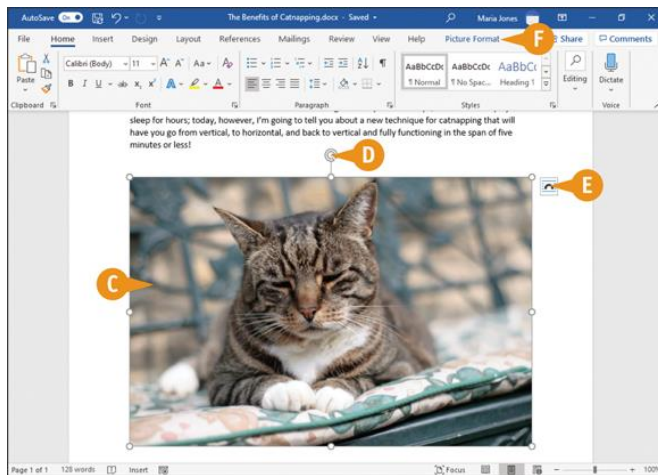 AutoSave On The Benefits of Catnapping.docx - Saved Maria Jones
File Home Insert Design Layout References Mailings Review View Help Picture Format F Share Comments
Paste
Calibri (Body) 11 A A Aa A
B I U ab x, x² A A
AaBbCcDc AaBbCcDc AaBbCc
¶ Normal ¶ No Spac... Heading 1
Editing Dictate
Clipboard Font Paragraph Styles Voice
sleep for hours; today, however, I'm going to tell you about a new technique for catnapping that will
have you go from vertical, to horizontal, and back to vertical and fully functioning in the span of five
minutes or less!
D
E
C
Page 1 of 1 128 words Insert Focus 100%